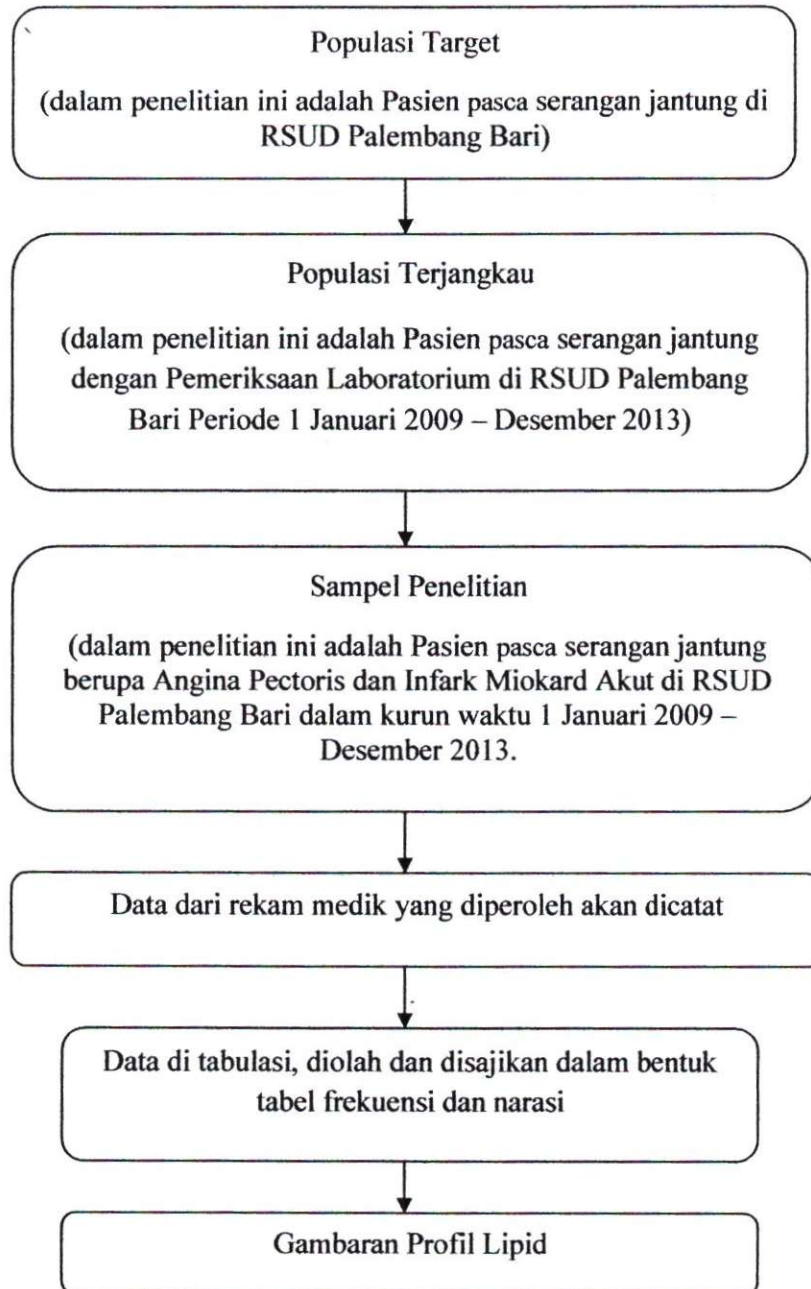 Populasi Target
(dalam penelitian ini adalah Pasien pasca serangan jantung di
RSUD Palembang Bari)
Populasi Terjangkau
(dalam penelitian ini adalah Pasien pasca serangan jantung
dengan Pemeriksaan Laboratorium di RSUD Palembang
Bari Periode 1 Januari 2009 – Desember 2013)
Sampel Penelitian
(dalam penelitian ini adalah Pasien pasca serangan jantung
berupa Angina Pectoris dan Infark Miokard Akut di RSUD
Palembang Bari dalam kurun waktu 1 Januari 2009 –
Desember 2013.
Data dari rekam medik yang diperoleh akan dicatat
Data di tabulasi, diolah dan disajikan dalam bentuk
tabel frekuensi dan narasi
Gambaran Profil Lipid